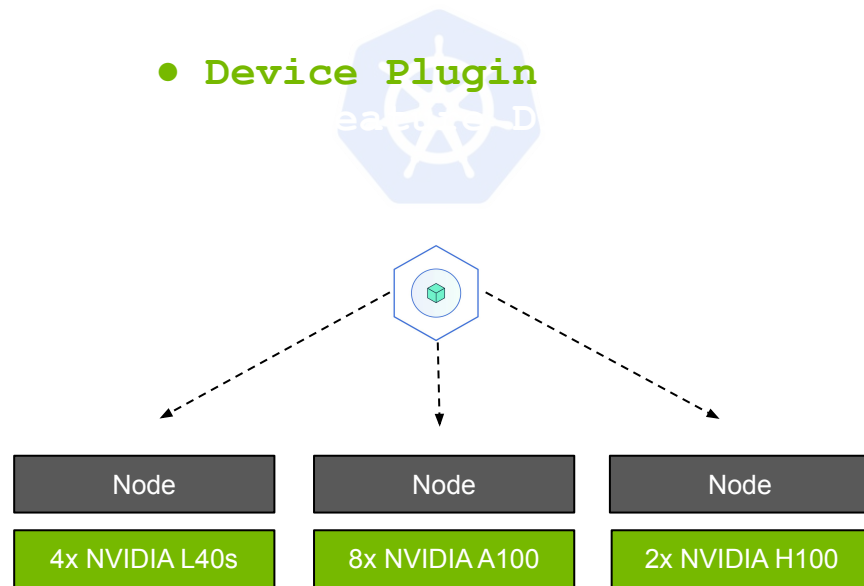 ● Device Plugin
Node
Node
Node
4x NVIDIA L40s
8x NVIDIA A100
2x NVIDIA H100